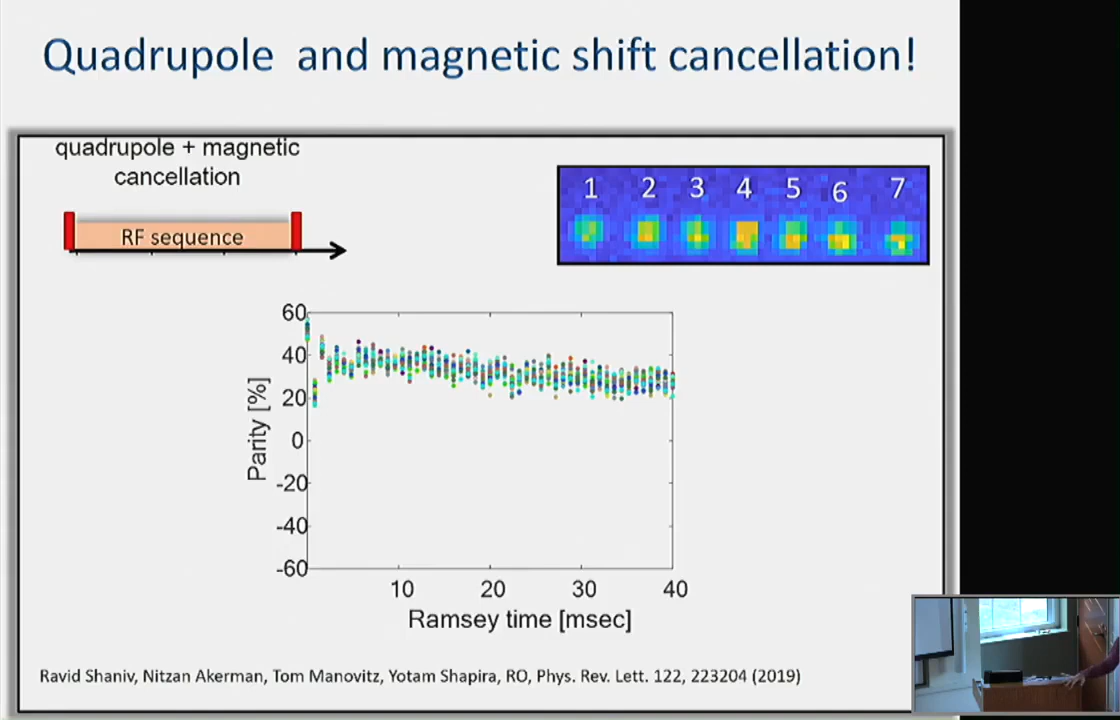 Quadrupole and magnetic shift cancellation!
quadrupole + magnetic
cancellation
RF sequence
1 2 3 4 5 6 7
60
40
20
0
-20
-40
-60
Parity [%]
10 20 30 40
Ramsey time [msec]
Ravid Shaniv, Nitzan Akerman, Tom Manovitz, Yotam Shapira, RO, Phys. Rev. Lett. 122, 223204 (2019)